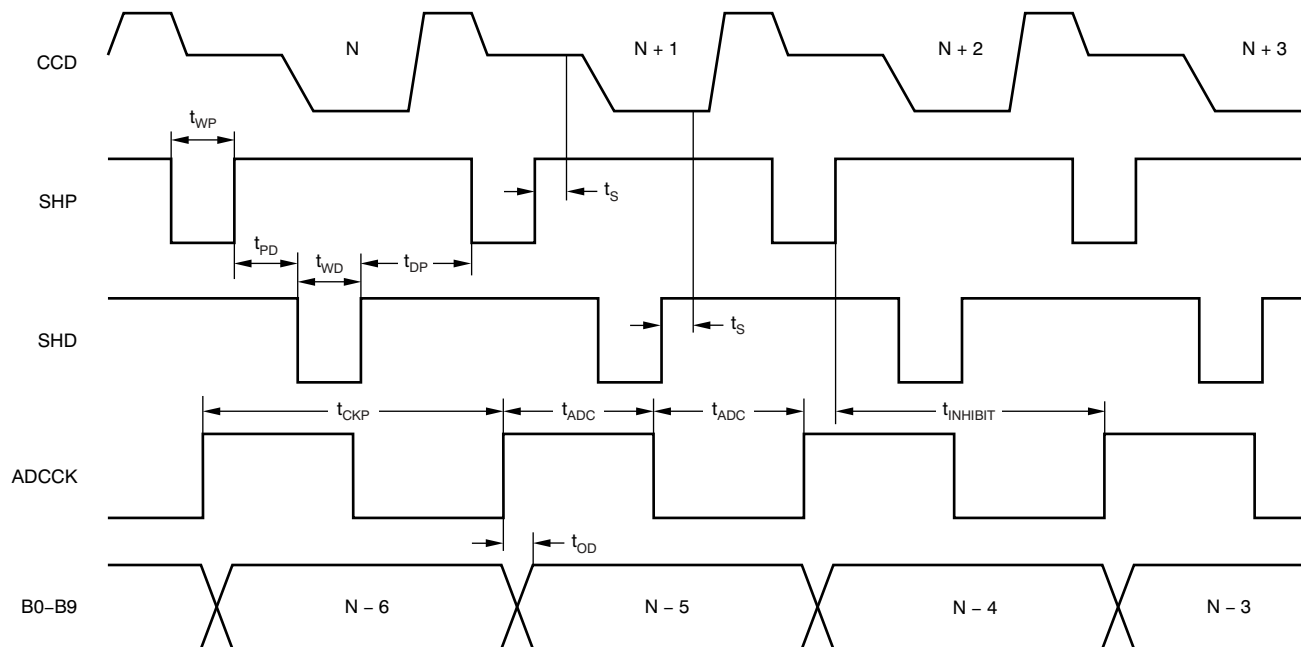 CCD
N
N + 1
N + 2
N + 3
tWP
SHP
tS
tPD
tWD
tDP
SHD
tS
tCKP
tADC
tADC
tINHIBIT
ADCCK
tOD
B0–B9
N – 6
N – 5
N – 4
N – 3